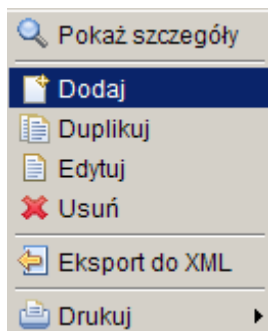 Pokaż szczegóły
Dodaj
Duplikuj
Edytuj
Usuń
Eksport do XML
Drukuj